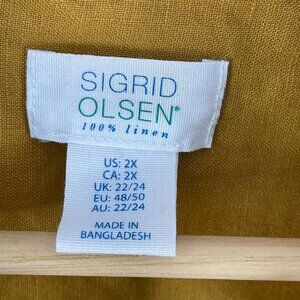 SIGRID
OLSEN®
100% linen
US: 2X
CA: 2X
UK: 22/24
EU: 48/50
AU: 22/24
MADE IN
BANGLADESH